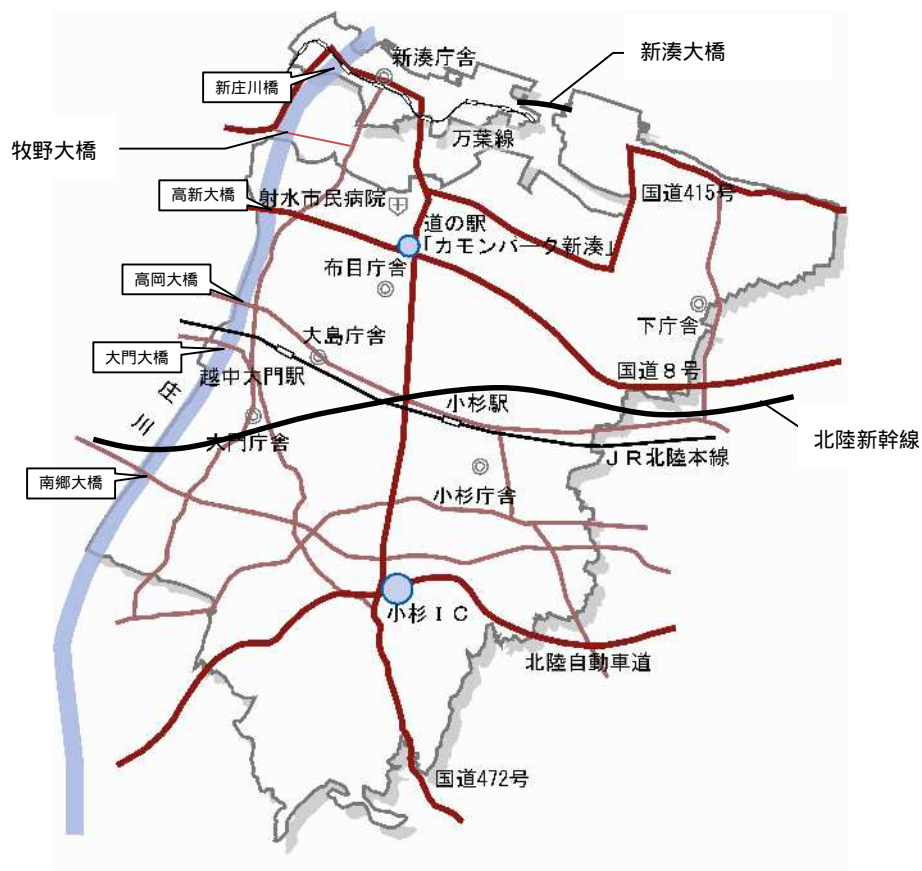 新湊大橋
新湊庁舎
新庄川橋
万葉線
牧野大橋
国道415号
高新大橋
射水市民病院
道の駅
「カモンパーク新湊」
布目庁舎
高岡大橋
下庁舎
大島庁舎
大門大橋
越中大門駅
国道８号
庄川
小杉駅
大門庁舎
北陸新幹線
ＪＲ北陸本線
南郷大橋
小杉庁舎
小杉ＩＣ
北陸自動車道
国道472号